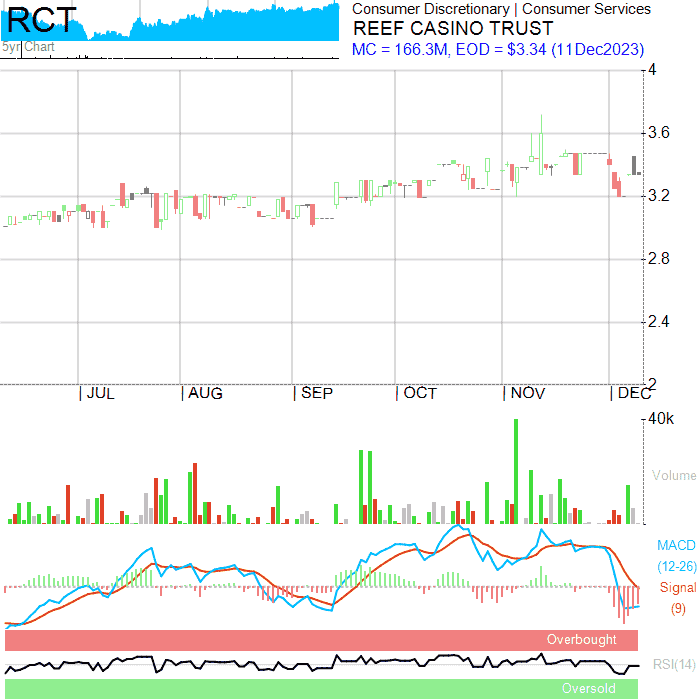 RCT
5yr Chart
Consumer Discretionary | Consumer Services
REEF CASINO TRUST
MC = 166.3M, EOD = $3.34 (11Dec2023)
4
3.6
3.2
2.8
2.4
2
JUL AUG SEP OCT NOV DEC
40k
Volume
MACD
(12-26)
Signal
(9)
Overbought
RSI(14)
Oversold